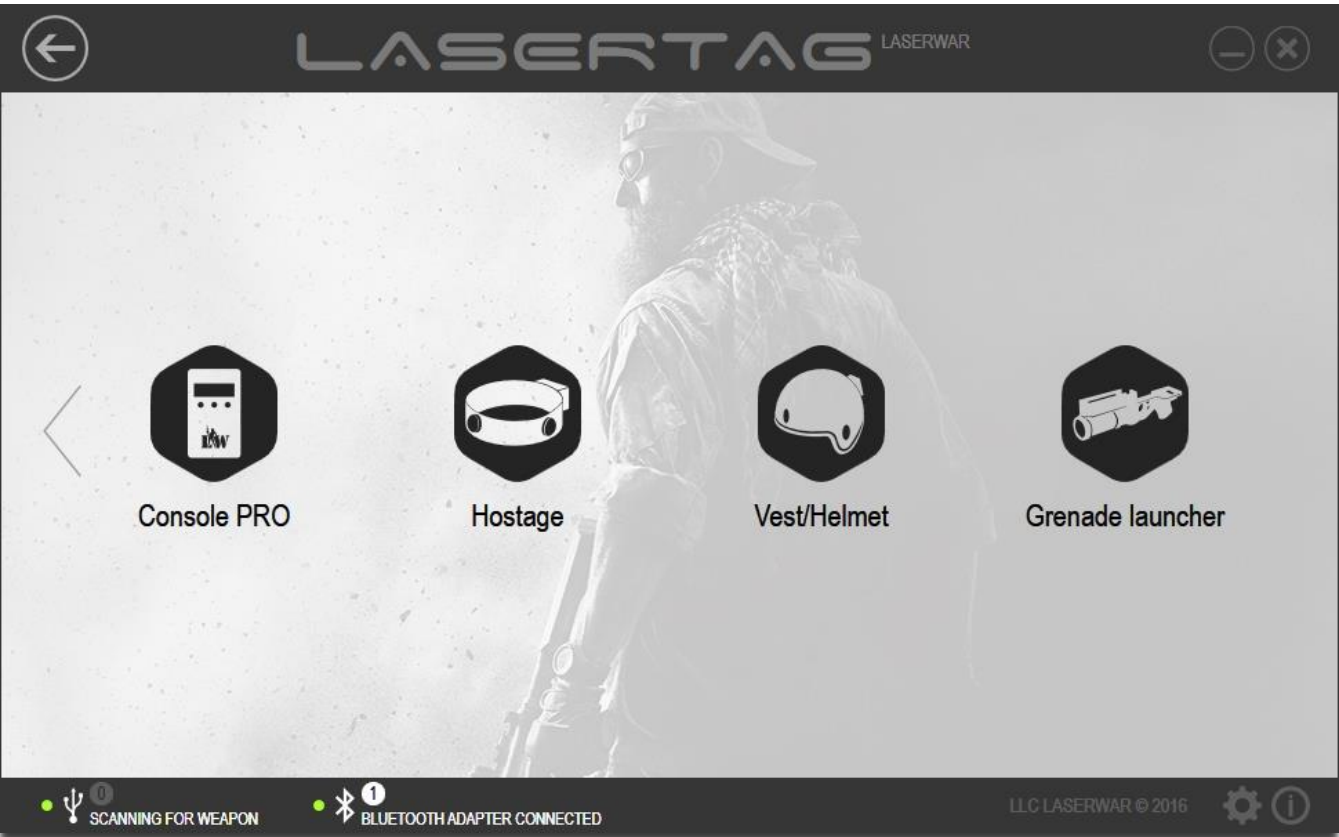 LASERTAG LASERWAR
LW
Console PRO
Hostage
Vest/Helmet
Grenade launcher
0
SCANNING FOR WEAPON
1
BLUETOOTH ADAPTER CONNECTED
LLC LASERWAR © 2016